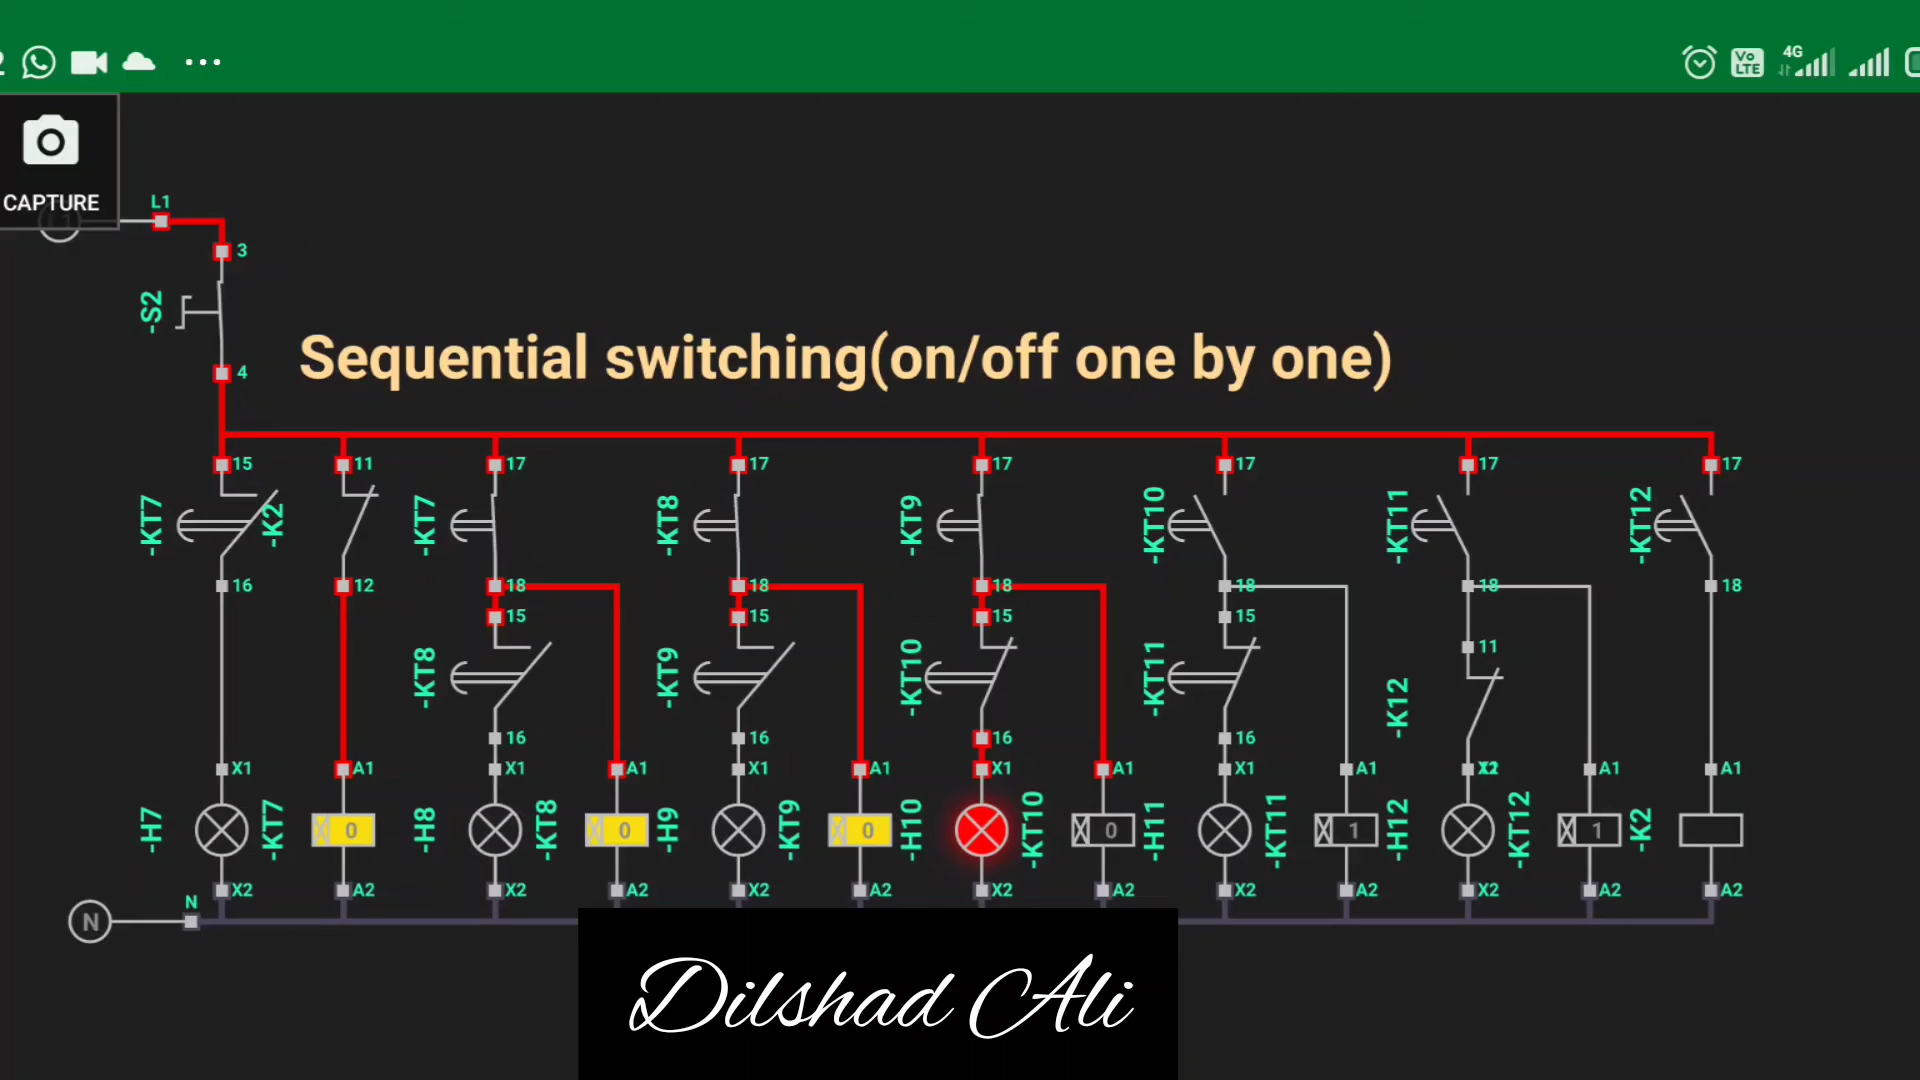 2 ...
Vo LTE 4G
CAPTURE
L1
3
-S2
4
Sequential switching(on/off one by one)
15 11 17 17 17 17 17 17
-KT7 -K2 -KT7 -KT8 -KT9 -KT10 -KT11 -KT12
16 12 18 18 18 18 18 18
15 15 15 15 11
-KT8 -KT9 -KT10 -KT11 -K12
16 16 16 16
X1 A1 X1 A1 X1 A1 X1 A1 X1 A1 A1 A1
-H7 -KT7 0 -H8 -KT8 0 -H9 -KT9 0 -H10 -KT10 0 -H11 -KT11 1 -H12 -KT12 1 -K2
X2 A2 X2 A2 X2 A2 X2 A2 X2 A2 X2 A2 A2
N N
Dilshad Ali